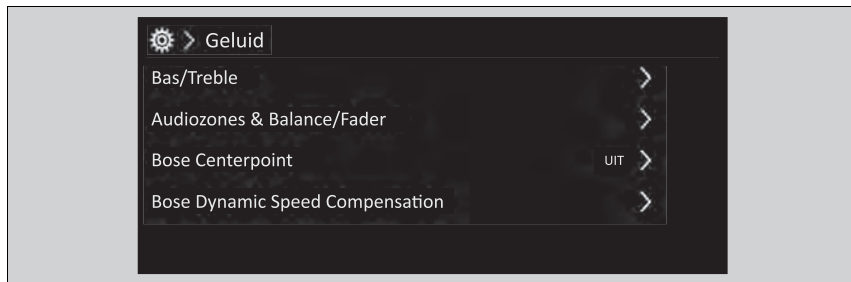 Geluid
Bas/Treble
Audiozones & Balance/Fader
Bose Centerpoint UIT
Bose Dynamic Speed Compensation